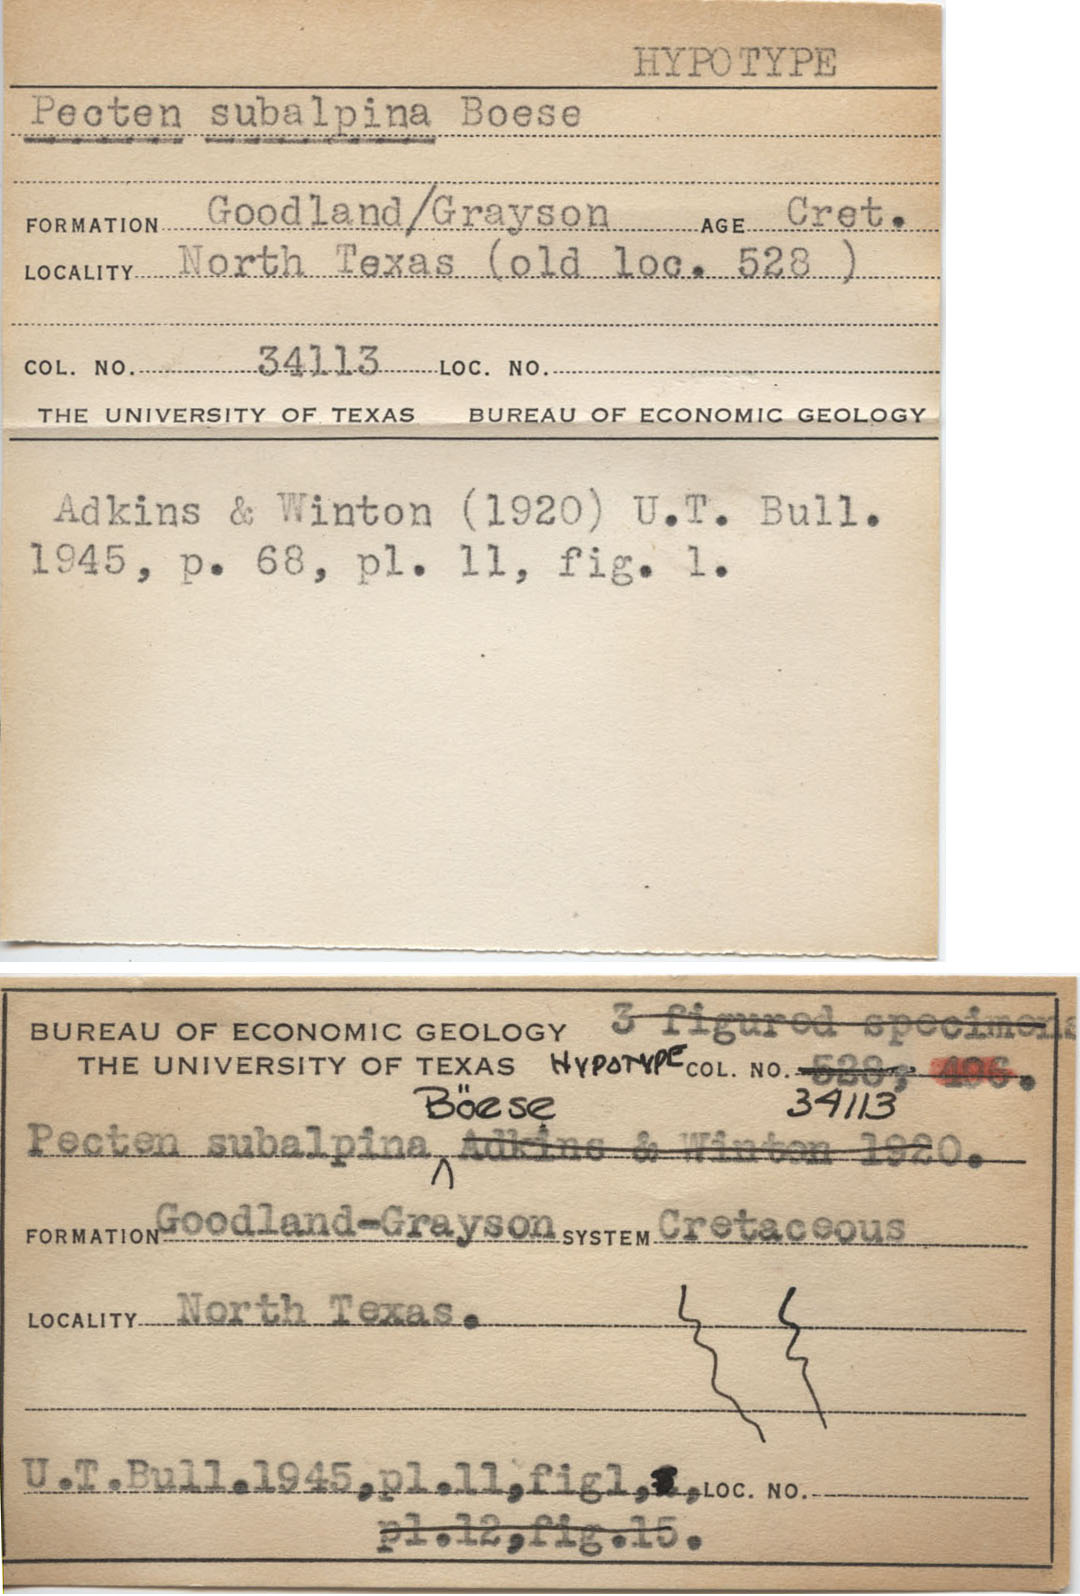 HYPOTYPE
Pecten subalpina Boese
FORMATION Goodland/Grayson AGE Cret.
LOCALITY North Texas (old loc. 528 )
COL. NO. 34113 LOC. NO.
THE UNIVERSITY OF TEXAS BUREAU OF ECONOMIC GEOLOGY
Adkins & Winton (1920) U.T. Bull.
1945, p. 68, pl. 11, fig. 1.
3 figured specimens
BUREAU OF ECONOMIC GEOLOGY
THE UNIVERSITY OF TEXAS HYPOTYPE COL. NO. 528, 496.
Böese 34113
Pecten subalpina Adkins & Winton 1920.
FORMATION Goodland-Grayson SYSTEM Cretaceous
LOCALITY North Texas.
U.T.Bull.1945,pl.11,fig1, , LOC. NO.
pl.12,fig.15.